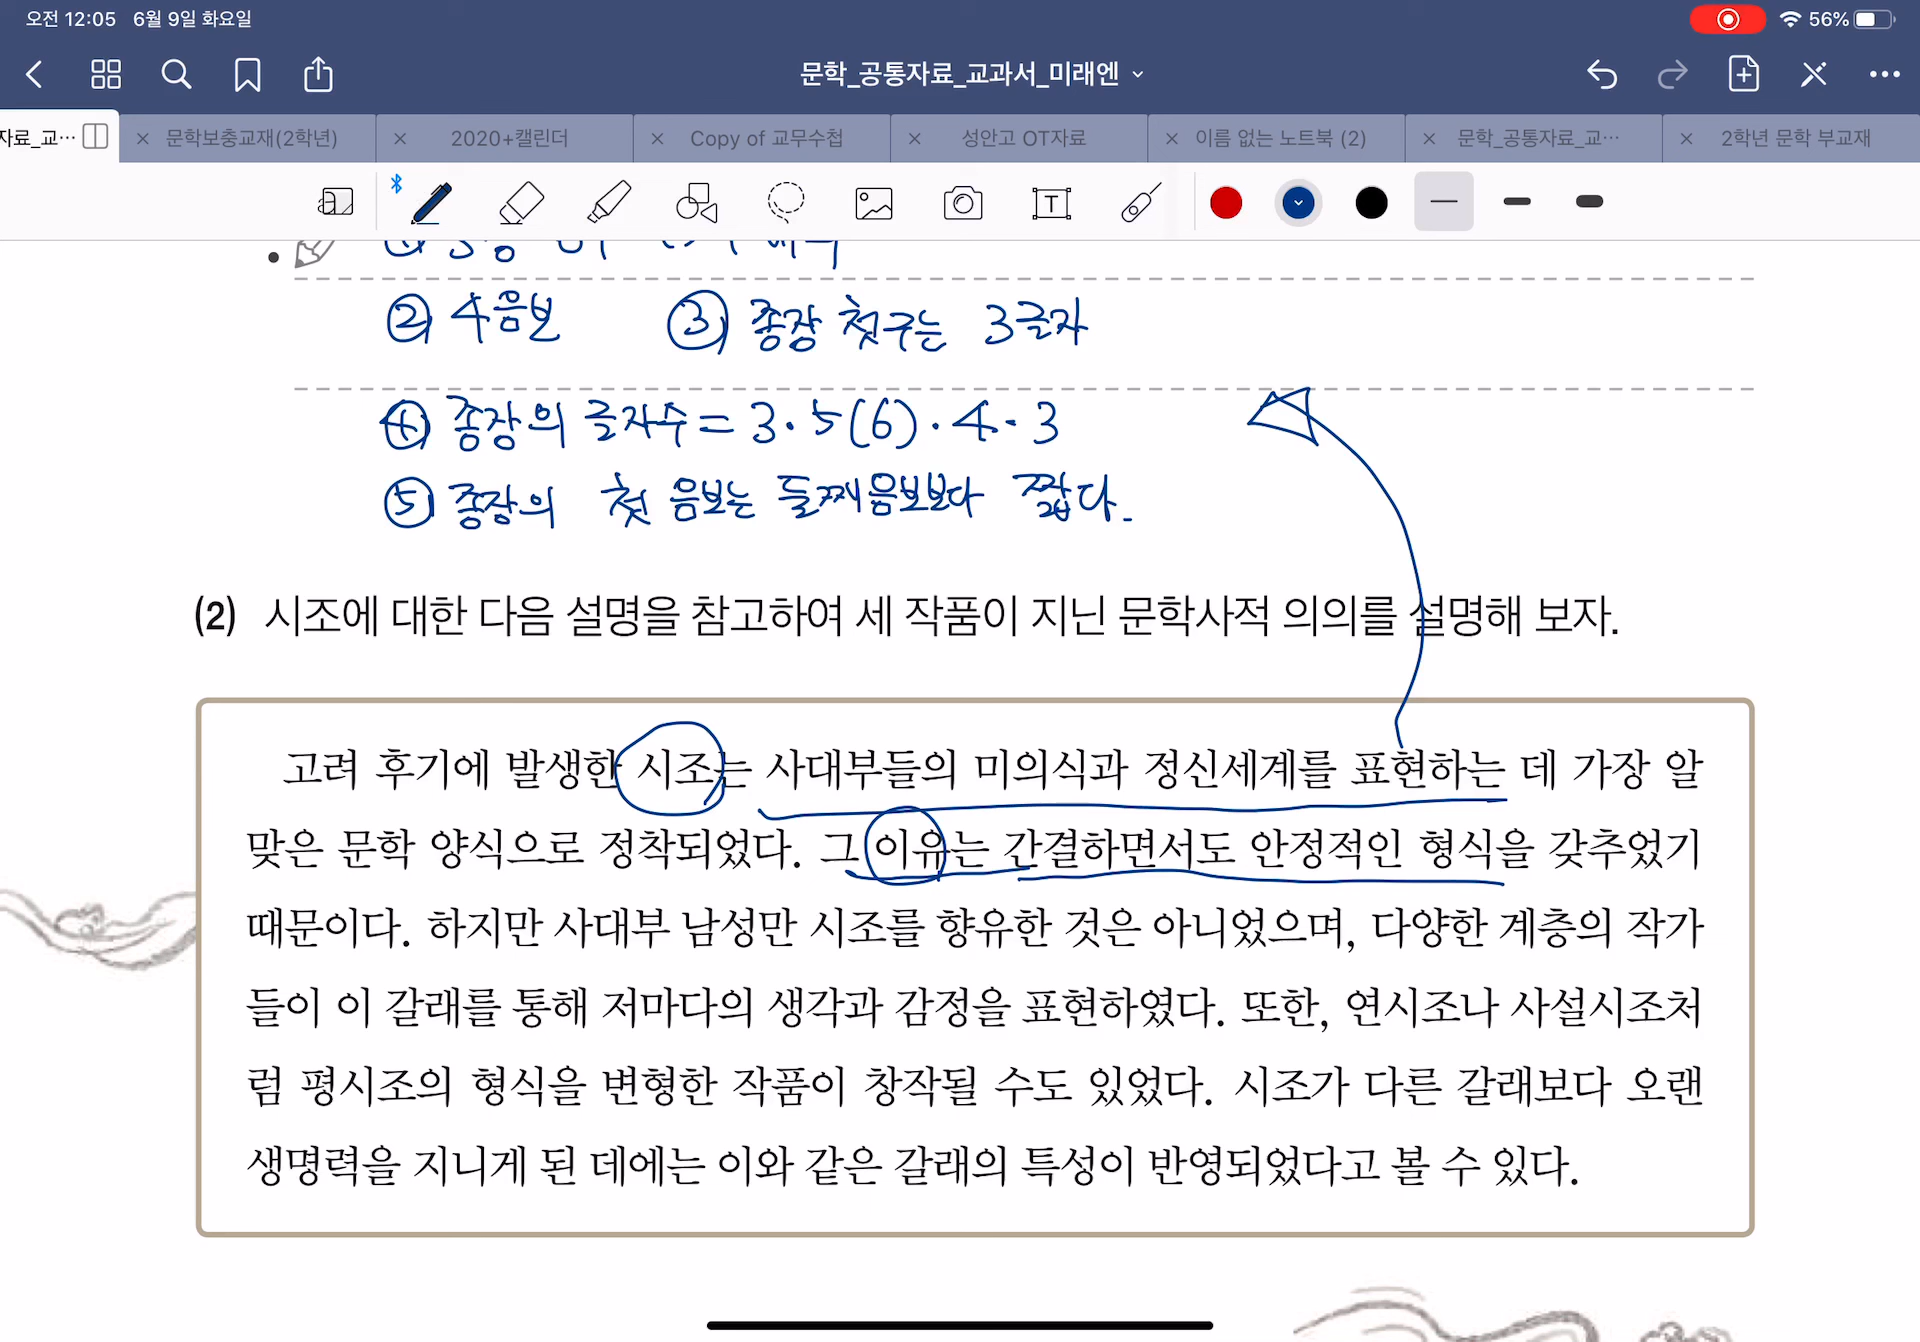 오전 12:05 6월 9일 화요일 56%
문학_공통자료_교과서_미래엔
자료_교… 문학보충교재(2학년) 2020+캘린더 Copy of 교무수첩 성안고 OT자료 이름 없는 노트북 (2) 문학_공통자료_교… 2학년 문학 부교재
② 4음보 ③ 종장 첫구는 3글자
④ 종장의 글자수 = 3·5(6)·4·3
⑤ 종장의 첫 음보는 둘째음보보다 짧다.
(2) 시조에 대한 다음 설명을 참고하여 세 작품이 지닌 문학사적 의의를 설명해 보자.
고려 후기에 발생한 시조는 사대부들의 미의식과 정신세계를 표현하는 데 가장 알
맞은 문학 양식으로 정착되었다. 그 이유는 간결하면서도 안정적인 형식을 갖추었기
때문이다. 하지만 사대부 남성만 시조를 향유한 것은 아니었으며, 다양한 계층의 작가
들이 이 갈래를 통해 저마다의 생각과 감정을 표현하였다. 또한, 연시조나 사설시조처
럼 평시조의 형식을 변형한 작품이 창작될 수도 있었다. 시조가 다른 갈래보다 오랜
생명력을 지니게 된 데에는 이와 같은 갈래의 특성이 반영되었다고 볼 수 있다.